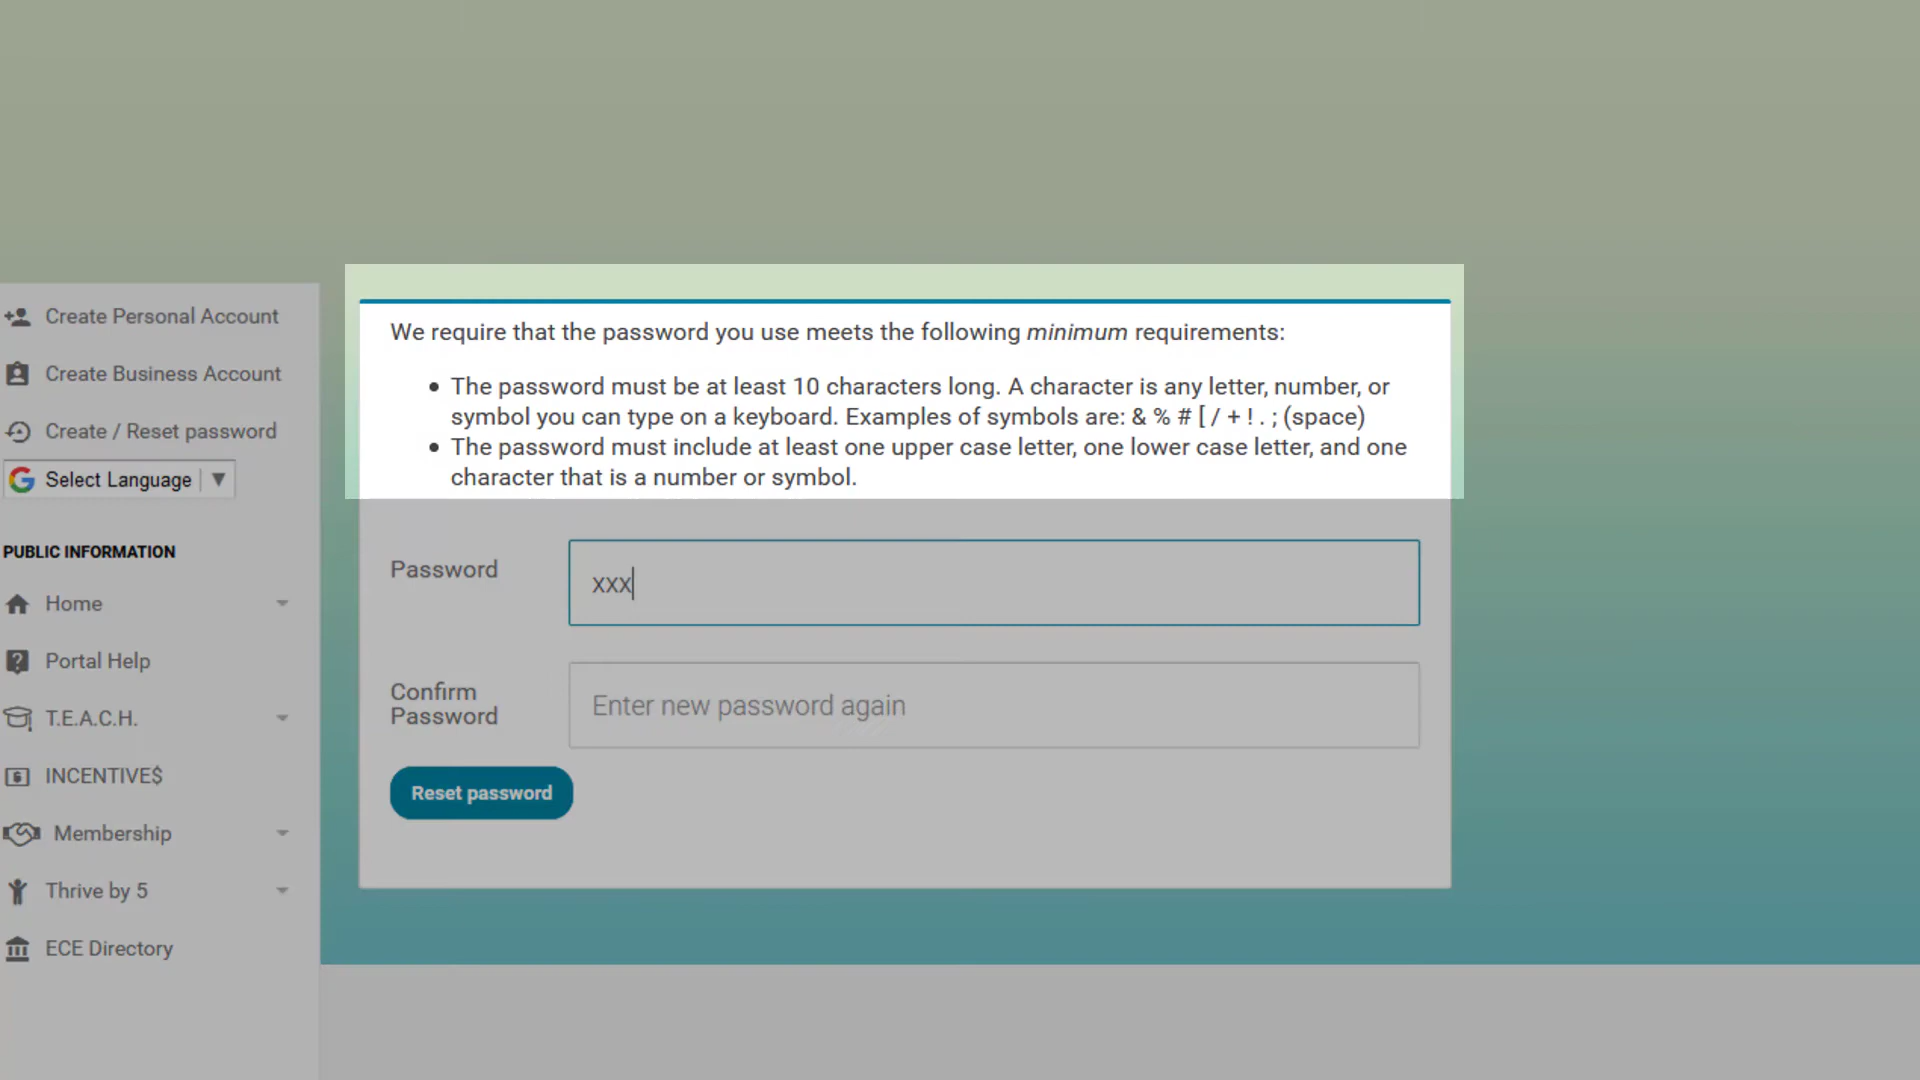 Create Personal Account
Create Business Account
Create / Reset password
Select Language
PUBLIC INFORMATION
Home
Portal Help
T.E.A.C.H.
INCENTIVE$
Membership
Thrive by 5
ECE Directory
We require that the password you use meets the following minimum requirements:
The password must be at least 10 characters long. A character is any letter, number, or
symbol you can type on a keyboard. Examples of symbols are: & % # [ / + ! . ; (space)
The password must include at least one upper case letter, one lower case letter, and one
character that is a number or symbol.
Password
xxx
Confirm
Password
Enter new password again
Reset password